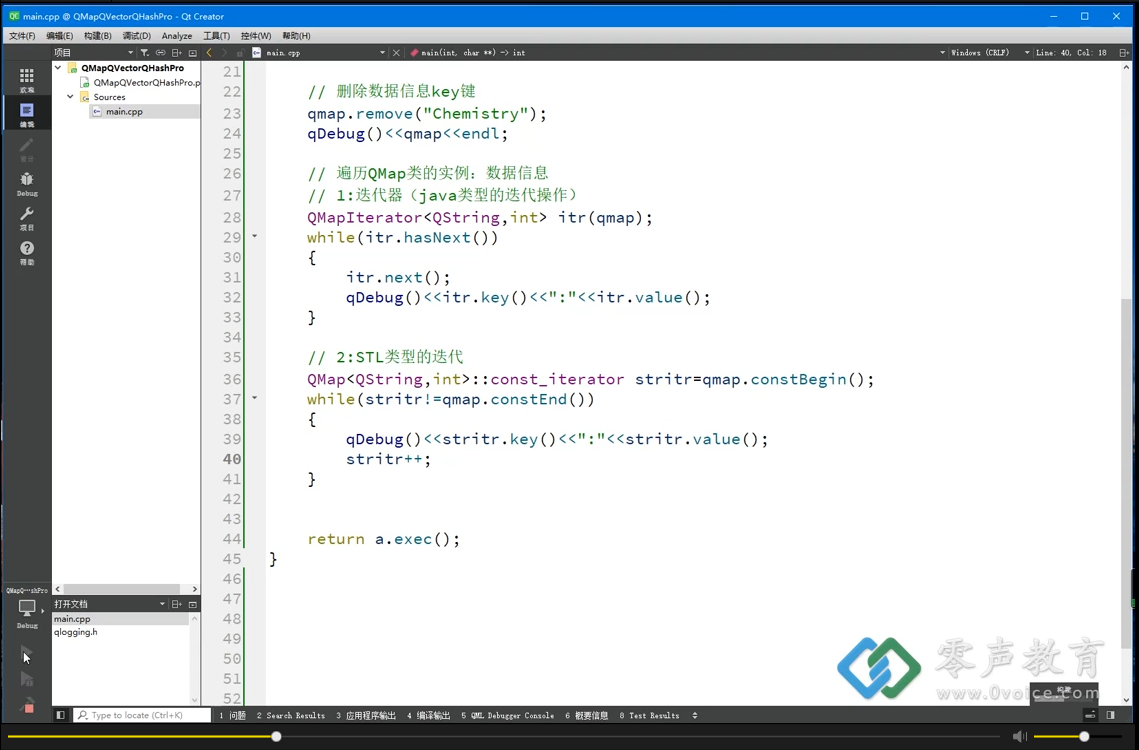 main.cpp @ QMapQVectorQHashPro - Qt Creator
文件(F) 编辑(E) 构建(B) 调试(D) Analyze 工具(T) 控件(W) 帮助(H)
项目
main.cpp
main(int, char **) -> int
Windows (CRLF)
Line: 40, Col: 18
欢迎
编辑
设计
Debug
项目
帮助
QMapQVectorQHashPro
QMapQVectorQHashPro.p
Sources
main.cpp
21
22 // 删除数据信息key键
23 qmap.remove("Chemistry");
24 qDebug()<<qmap<<endl;
25
26 // 遍历QMap类的实例：数据信息
27 // 1:迭代器（java类型的迭代操作）
28 QMapIterator<QString,int> itr(qmap);
29 while(itr.hasNext())
30 {
31 itr.next();
32 qDebug()<<itr.key()<<":"<<itr.value();
33 }
34
35 // 2:STL类型的迭代
36 QMap<QString,int>::const_iterator stritr=qmap.constBegin();
37 while(stritr!=qmap.constEnd())
38 {
39 qDebug()<<stritr.key()<<":"<<stritr.value();
40 stritr++;
41 }
42
43
44 return a.exec();
45 }
46
47
48
49
50
51
52
QMapQ···shPro
Debug
打开文档
main.cpp
qlogging.h
零声教育
www.0voice.com
构建
Type to locate (Ctrl+K)
1 问题 2 Search Results 3 应用程序输出 4 编译输出 5 QML Debugger Console 6 概要信息 8 Test Results